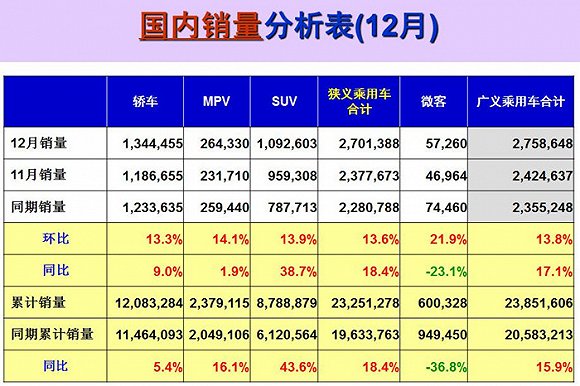 国内销量分析表(12月)
轿车 MPV SUV 狭义乘用车合计 微客 广义乘用车合计
12月销量 1,344,455 264,330 1,092,603 2,701,388 57,260 2,758,648
11月销量 1,186,655 231,710 959,308 2,377,673 46,964 2,424,637
同期销量 1,233,635 259,440 787,713 2,280,788 74,460 2,355,248
环比 13.3% 14.1% 13.9% 13.6% 21.9% 13.8%
同比 9.0% 1.9% 38.7% 18.4% -23.1% 17.1%
累计销量 12,083,284 2,379,115 8,788,879 23,251,278 600,328 23,851,606
同期累计销量 11,464,093 2,049,106 6,120,564 19,633,763 949,450 20,583,213
同比 5.4% 16.1% 43.6% 18.4% -36.8% 15.9%